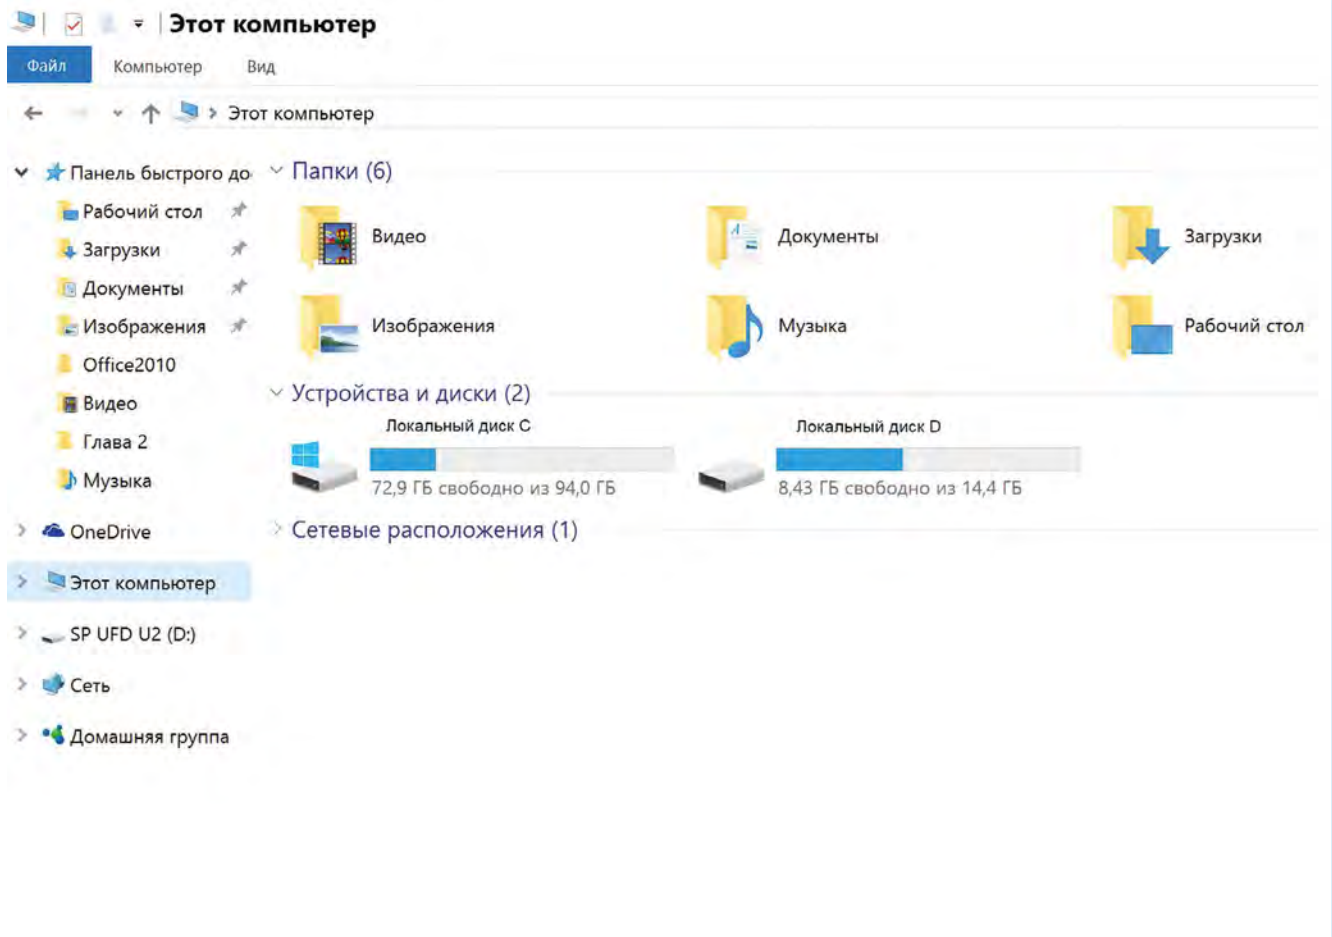 Этот компьютер
Файл Компьютер Вид
Этот компьютер
Панель быстрого до
Рабочий стол
Загрузки
Документы
Изображения
Office2010
Видео
Глава 2
Музыка
OneDrive
Этот компьютер
SP UFD U2 (D:)
Сеть
Домашняя группа
Папки (6)
Видео
Документы
Загрузки
Изображения
Музыка
Рабочий стол
Устройства и диски (2)
Локальный диск C
72,9 ГБ свободно из 94,0 ГБ
Локальный диск D
8,43 ГБ свободно из 14,4 ГБ
Сетевые расположения (1)